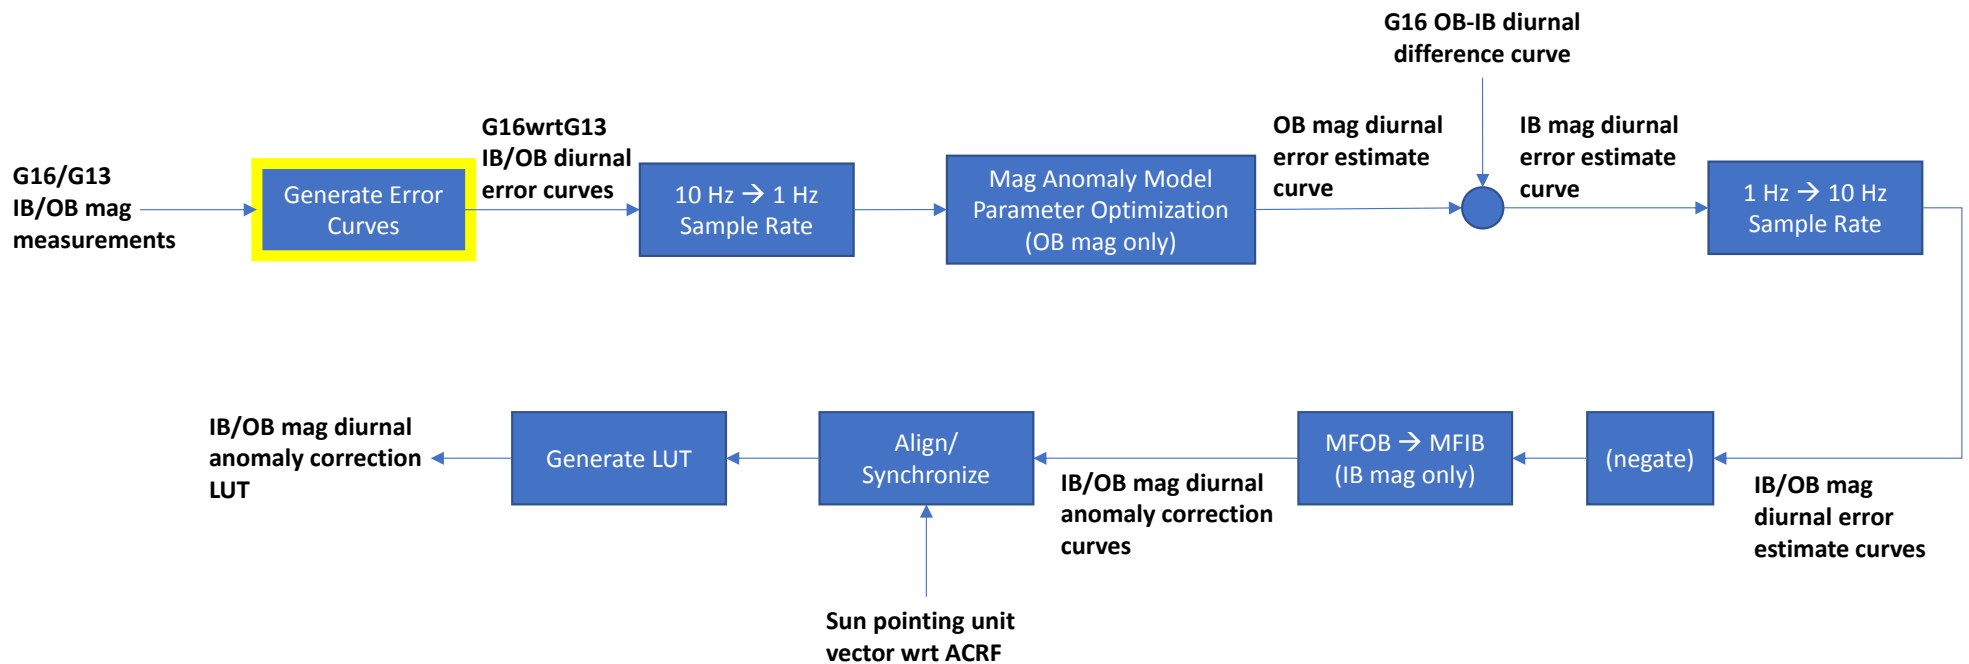 G16 OB-IB diurnal
difference curve
G16/G13
IB/OB mag
measurements
Generate Error
Curves
G16wrtG13
IB/OB diurnal
error curves
10 Hz → 1 Hz
Sample Rate
Mag Anomaly Model
Parameter Optimization
(OB mag only)
OB mag diurnal
error estimate
curve
IB mag diurnal
error estimate
curve
1 Hz → 10 Hz
Sample Rate
IB/OB mag diurnal
anomaly correction
LUT
Generate LUT
Align/
Synchronize
IB/OB mag diurnal
anomaly correction
curves
MFOB → MFIB
(IB mag only)
(negate)
IB/OB mag
diurnal error
estimate curves
Sun pointing unit
vector wrt ACRF